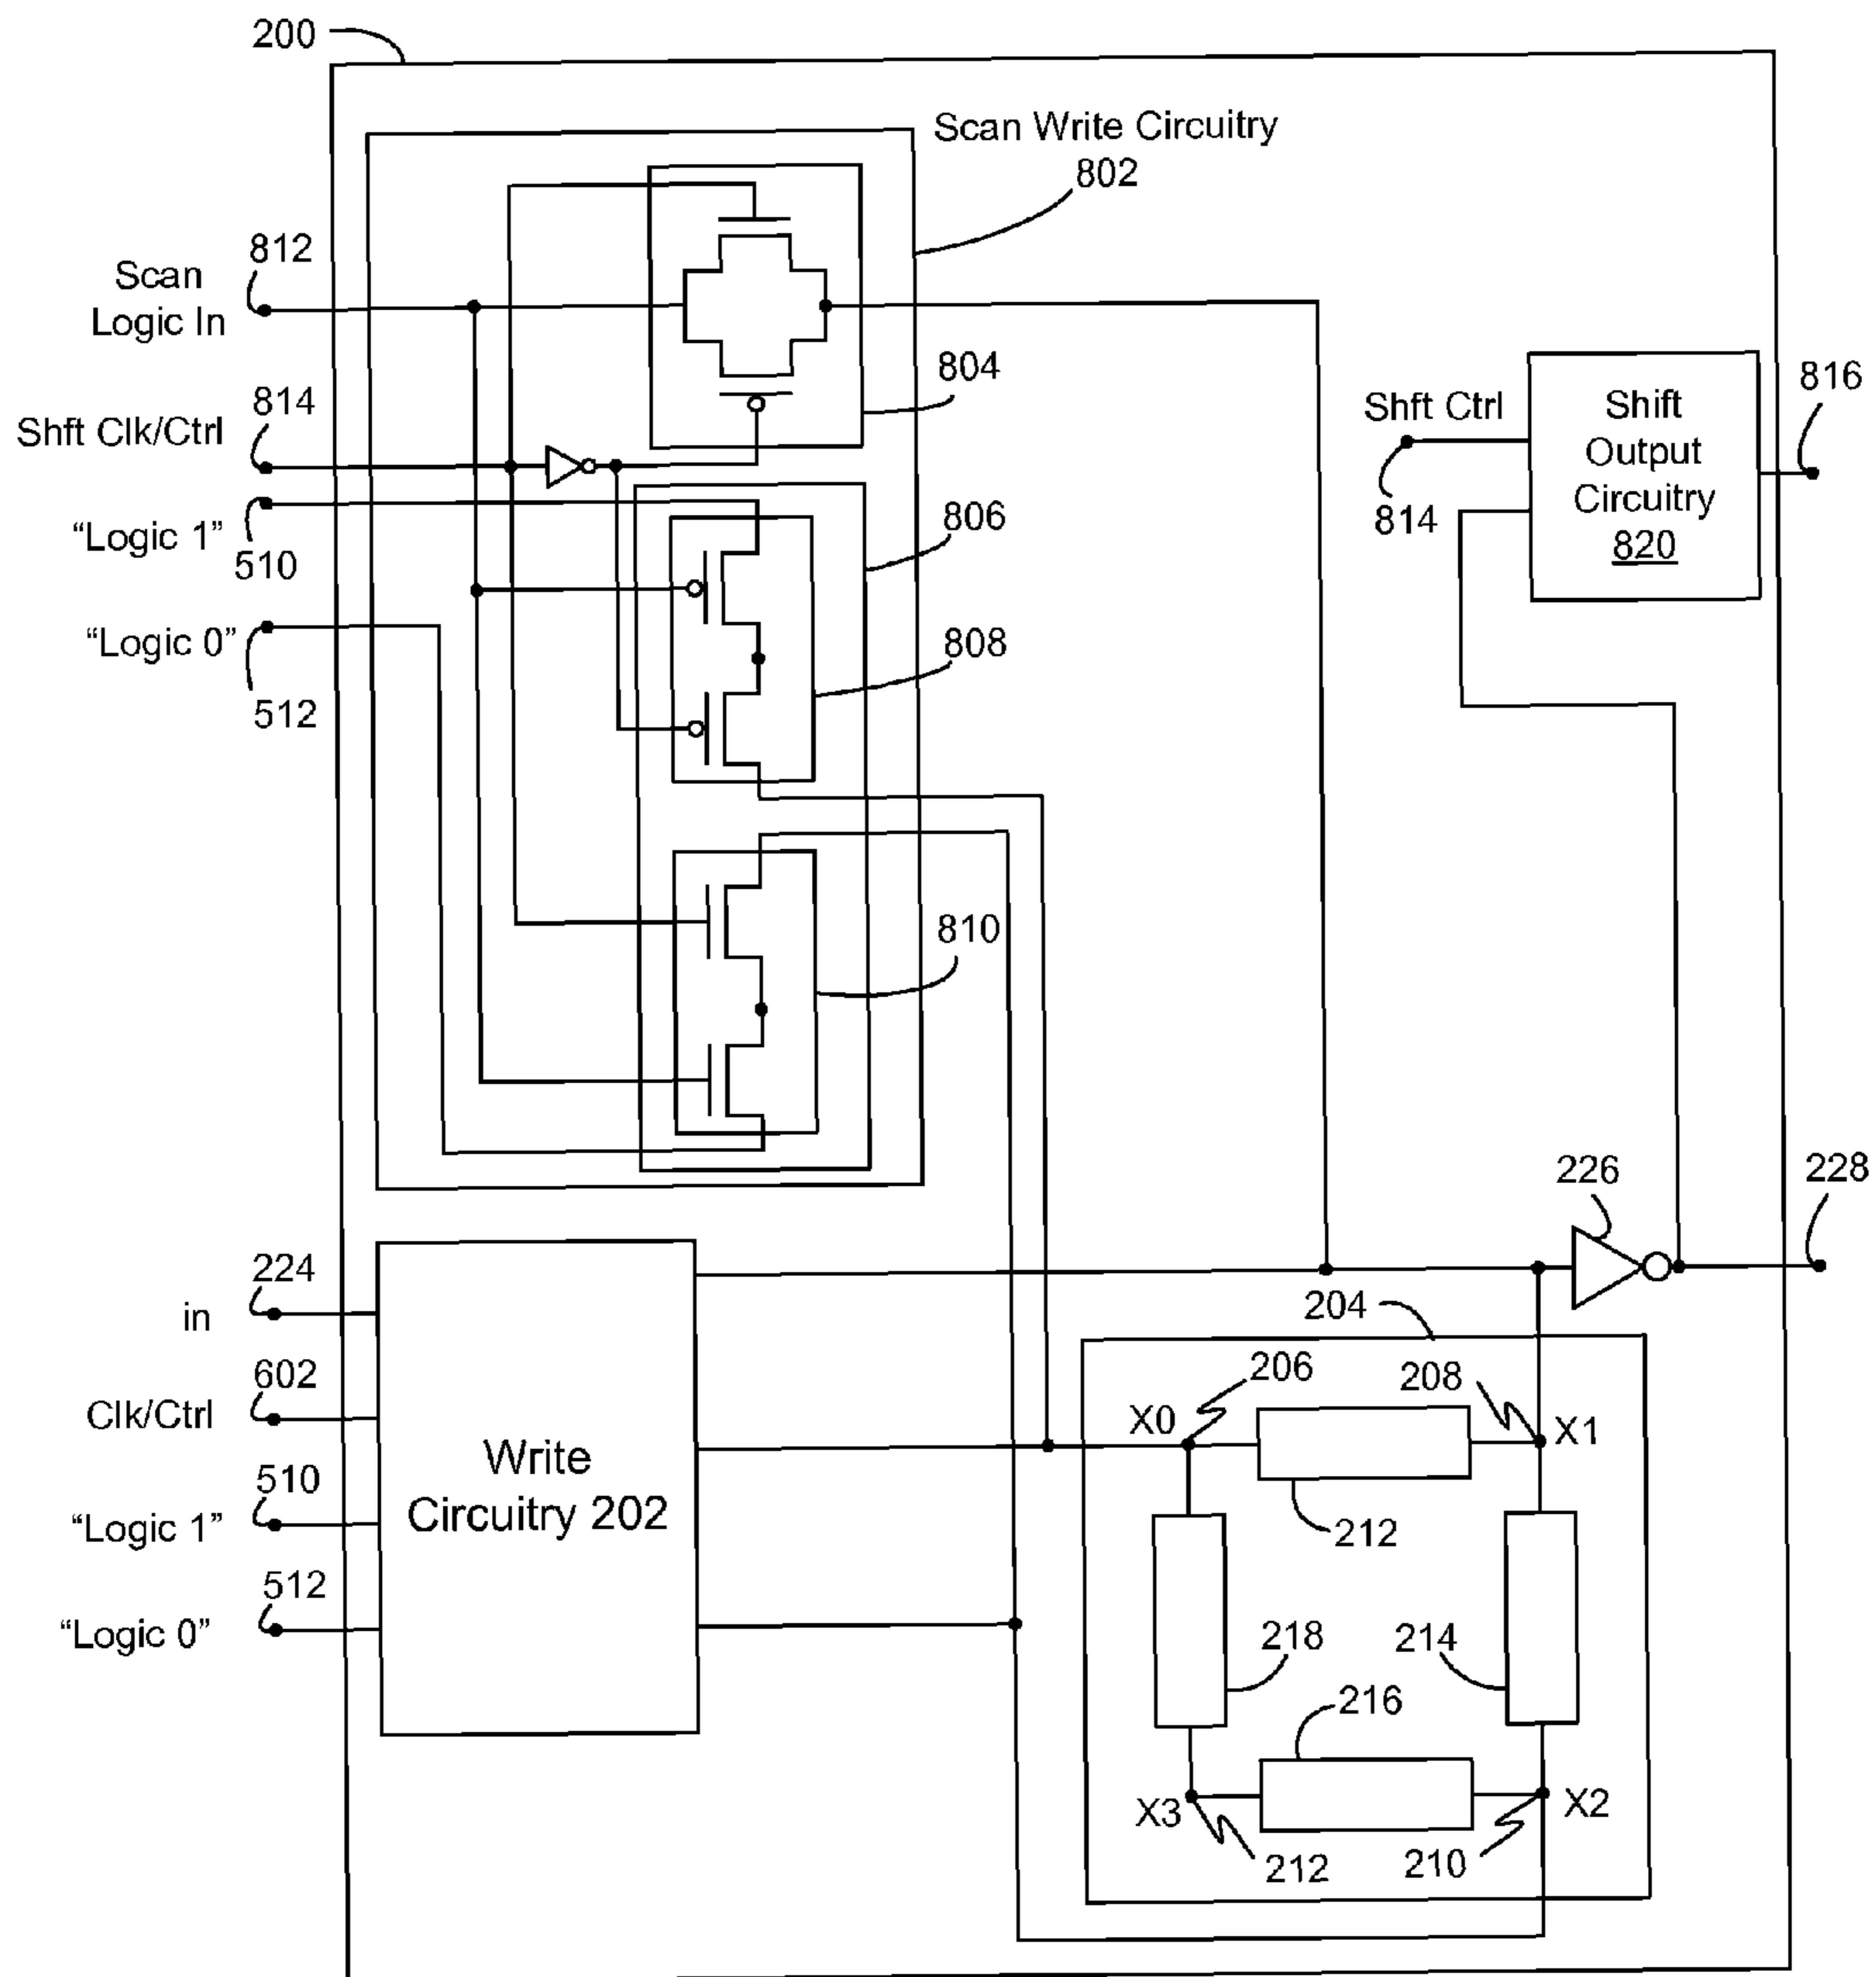 200
Scan Write Circuitry
802
812
Scan
Logic In
804
814
Shft Clk/Ctrl
816
Shft Ctrl
814
Shift
Output
Circuitry
820
"Logic 1"
510
806
"Logic 0"
512
808
810
226
228
224
in
204
206
208
602
Clk/Ctrl
X0
X1
510
"Logic 1"
Write
Circuitry 202
212
512
"Logic 0"
218
214
216
X3
X2
212
210